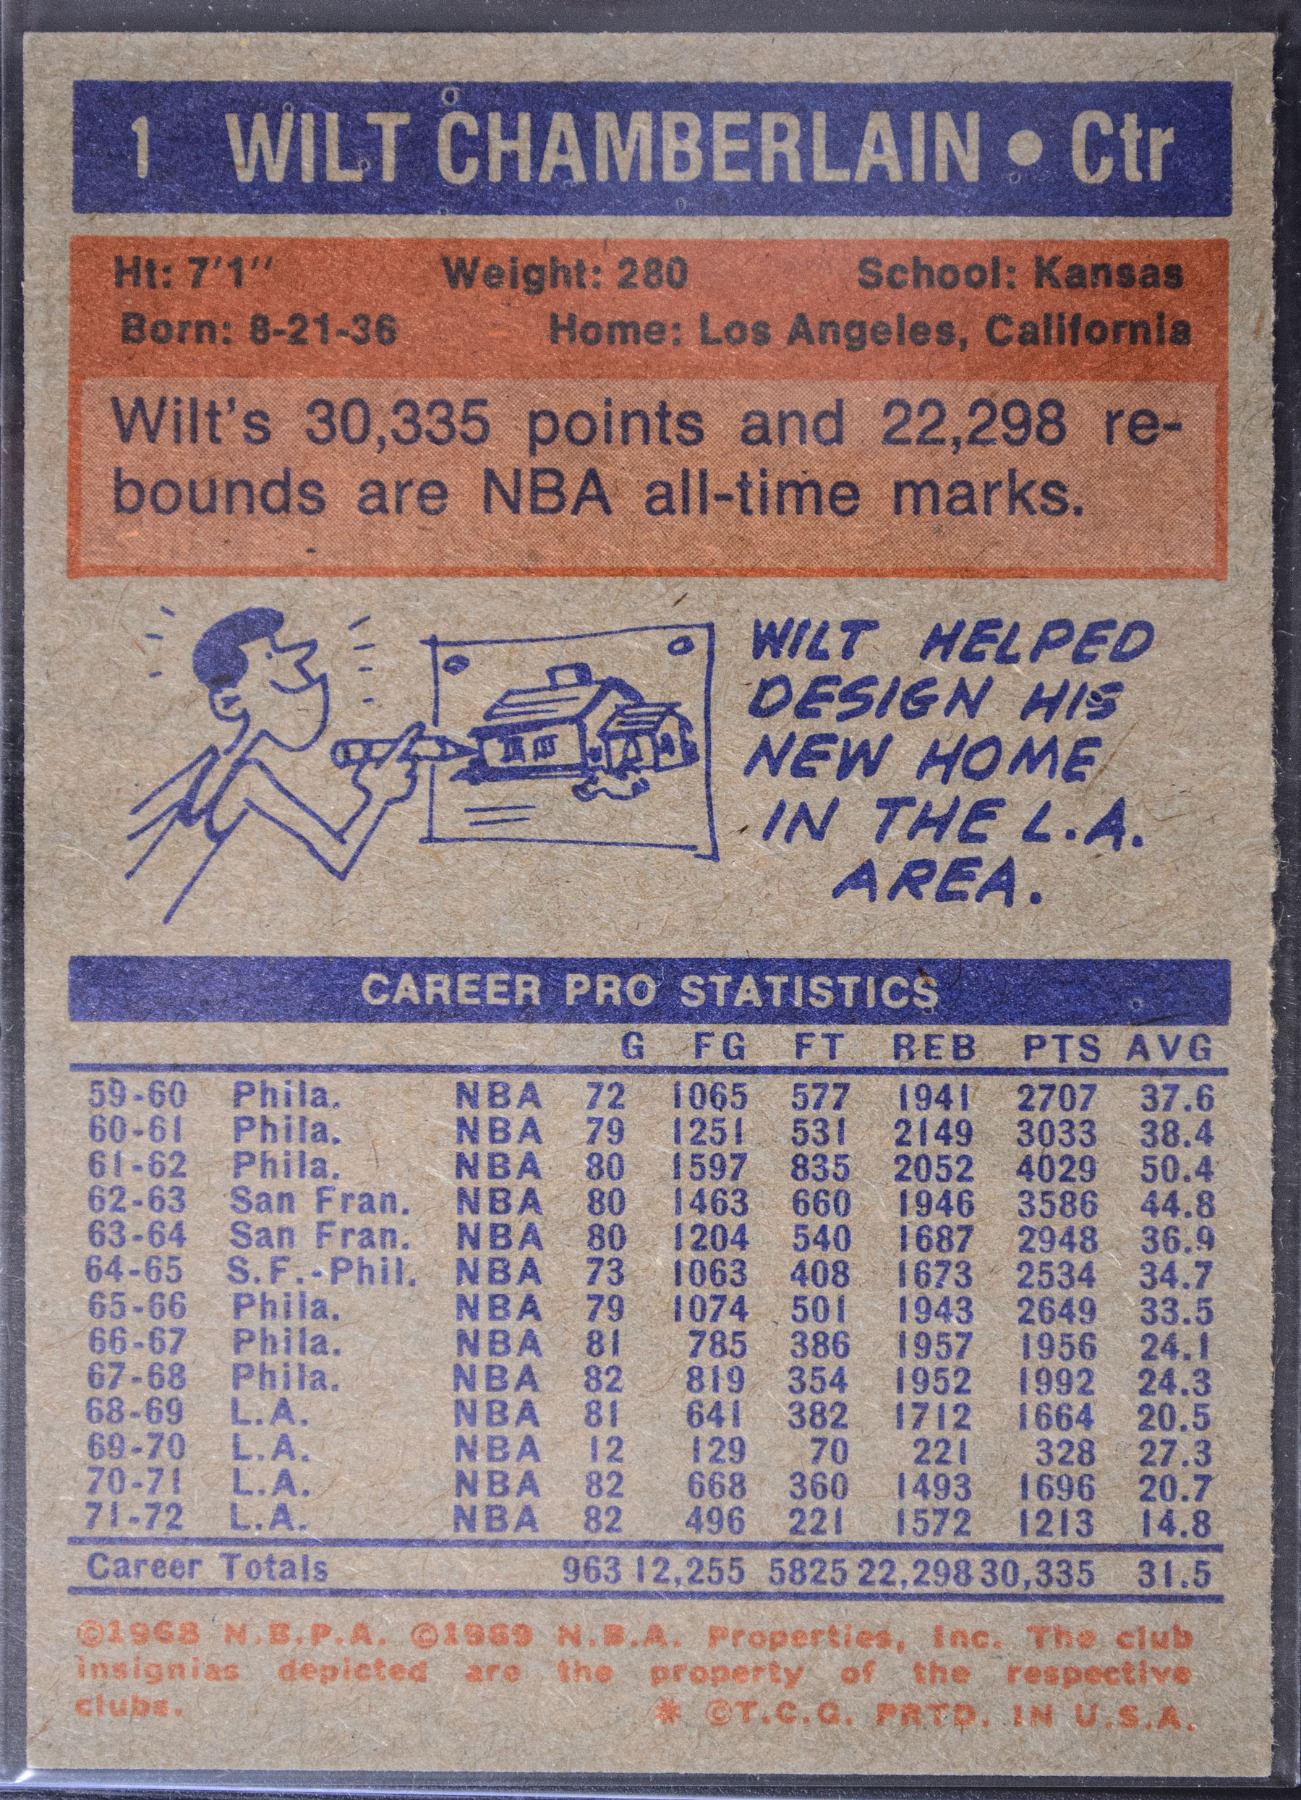 1 WILT CHAMBERLAIN • Ctr
Ht: 7'1'' Weight: 280 School: Kansas
Born: 8-21-36 Home: Los Angeles, California
Wilt's 30,335 points and 22,298 re-
bounds are NBA all-time marks.
WILT HELPED
DESIGN HIS
NEW HOME
IN THE L.A.
AREA.
CAREER PRO STATISTICS
G FG FT REB PTS AVG
59-60 Phila. NBA 72 1065 577 1941 2707 37.6
60-61 Phila. NBA 79 1251 531 2149 3033 38.4
61-62 Phila. NBA 80 1597 835 2052 4029 50.4
62-63 San Fran. NBA 80 1463 660 1946 3586 44.8
63-64 San Fran. NBA 80 1204 540 1687 2948 36.9
64-65 S.F.-Phil. NBA 73 1063 408 1673 2534 34.7
65-66 Phila. NBA 79 1074 501 1943 2649 33.5
66-67 Phila. NBA 81 785 386 1957 1956 24.1
67-68 Phila. NBA 82 819 354 1952 1992 24.3
68-69 L.A. NBA 81 641 382 1712 1664 20.5
69-70 L.A. NBA 12 129 70 221 328 27.3
70-71 L.A. NBA 82 668 360 1493 1696 20.7
71-72 L.A. NBA 82 496 221 1572 1213 14.8
Career Totals 963 12,255 5825 22,298 30,335 31.5
©1968 N.B.P.A. ©1969 N.B.A. Properties, Inc. The club
insignias depicted are the property of the respective
clubs. * ©T.C.G. PRTD. IN U.S.A.